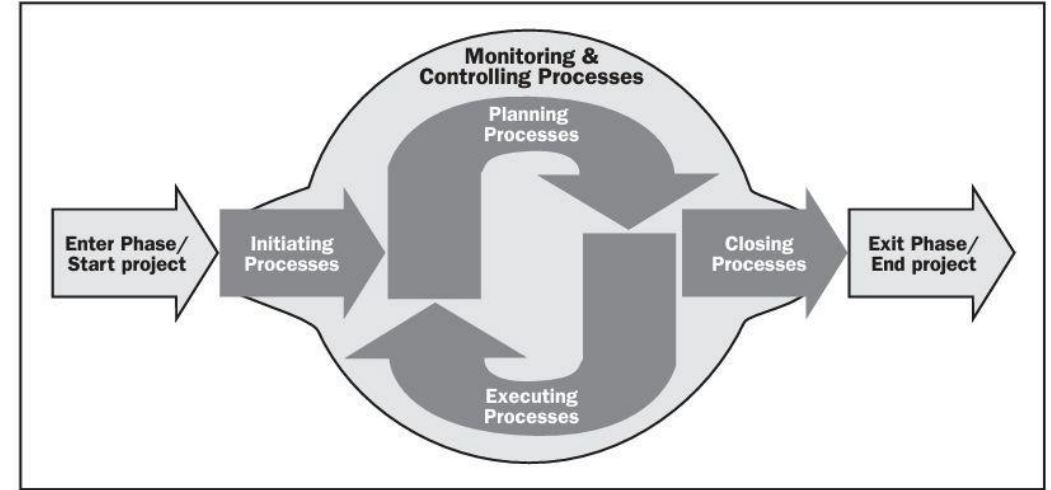 Monitoring &
Controlling Processes
Planning
Processes
Enter Phase/
Start project
Initiating
Processes
Closing
Processes
Exit Phase/
End project
Executing
Processes